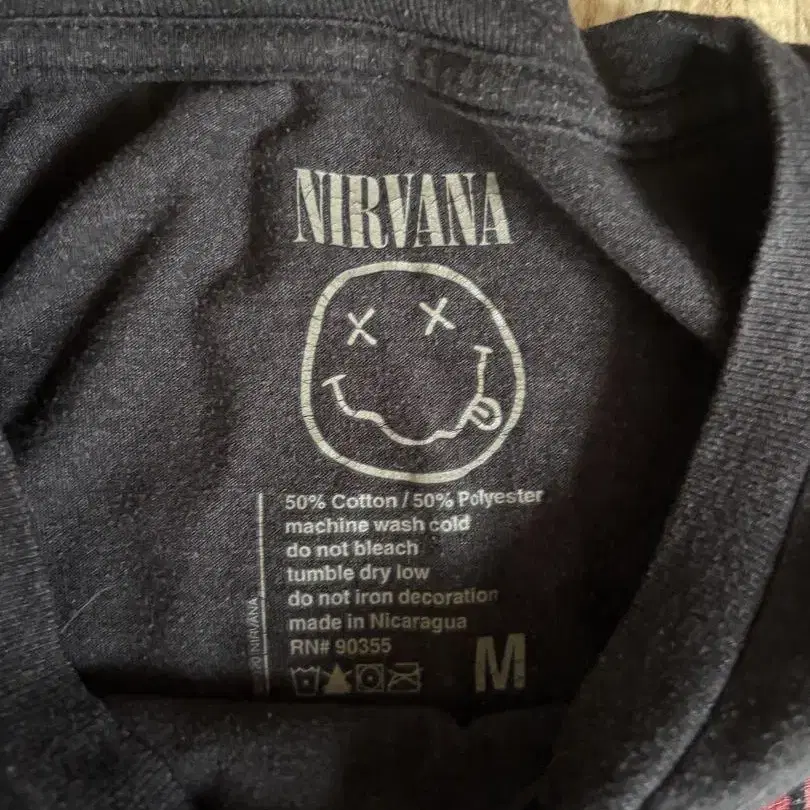 NIRVANA
50% Cotton / 50% Polyester
machine wash cold
do not bleach
tumble dry low
do not iron decoration
made in Nicaragua
RN# 90355
M
NIRVANA